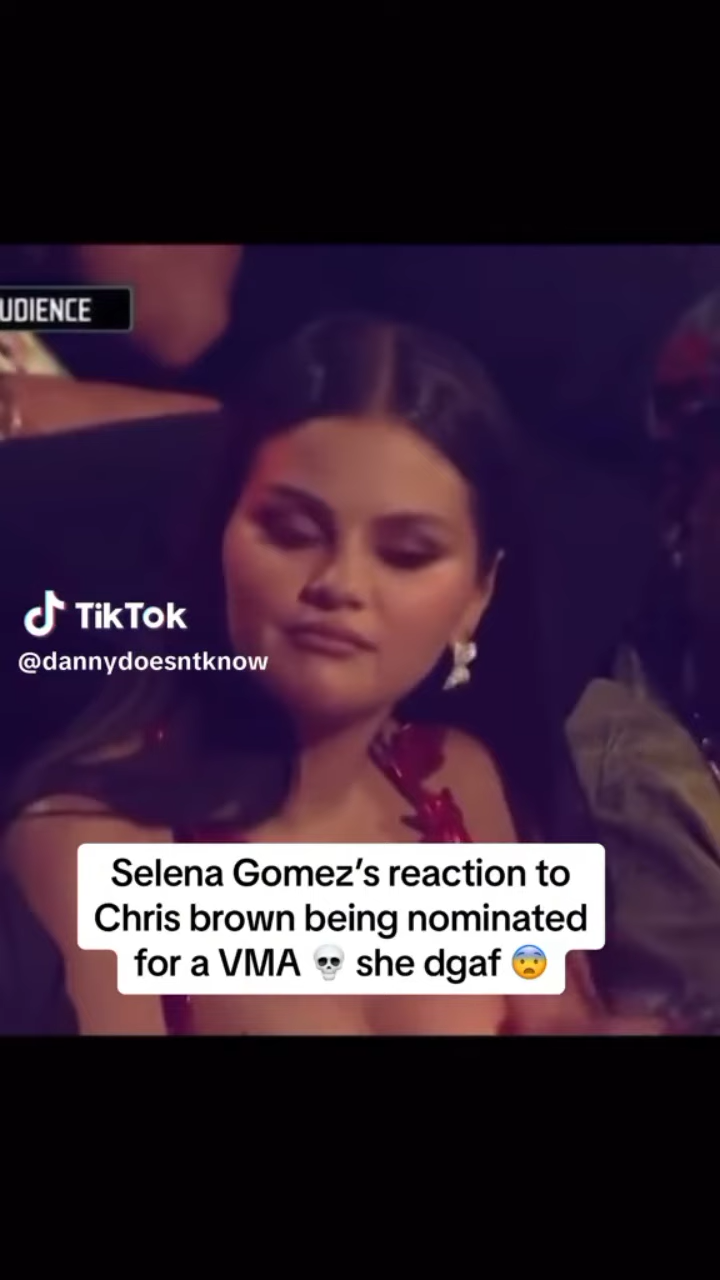 UDIENCE
TikTok
@dannydoesntknow
Selena Gomez’s reaction to
Chris brown being nominated
for a VMA 💀 she dgaf 😨